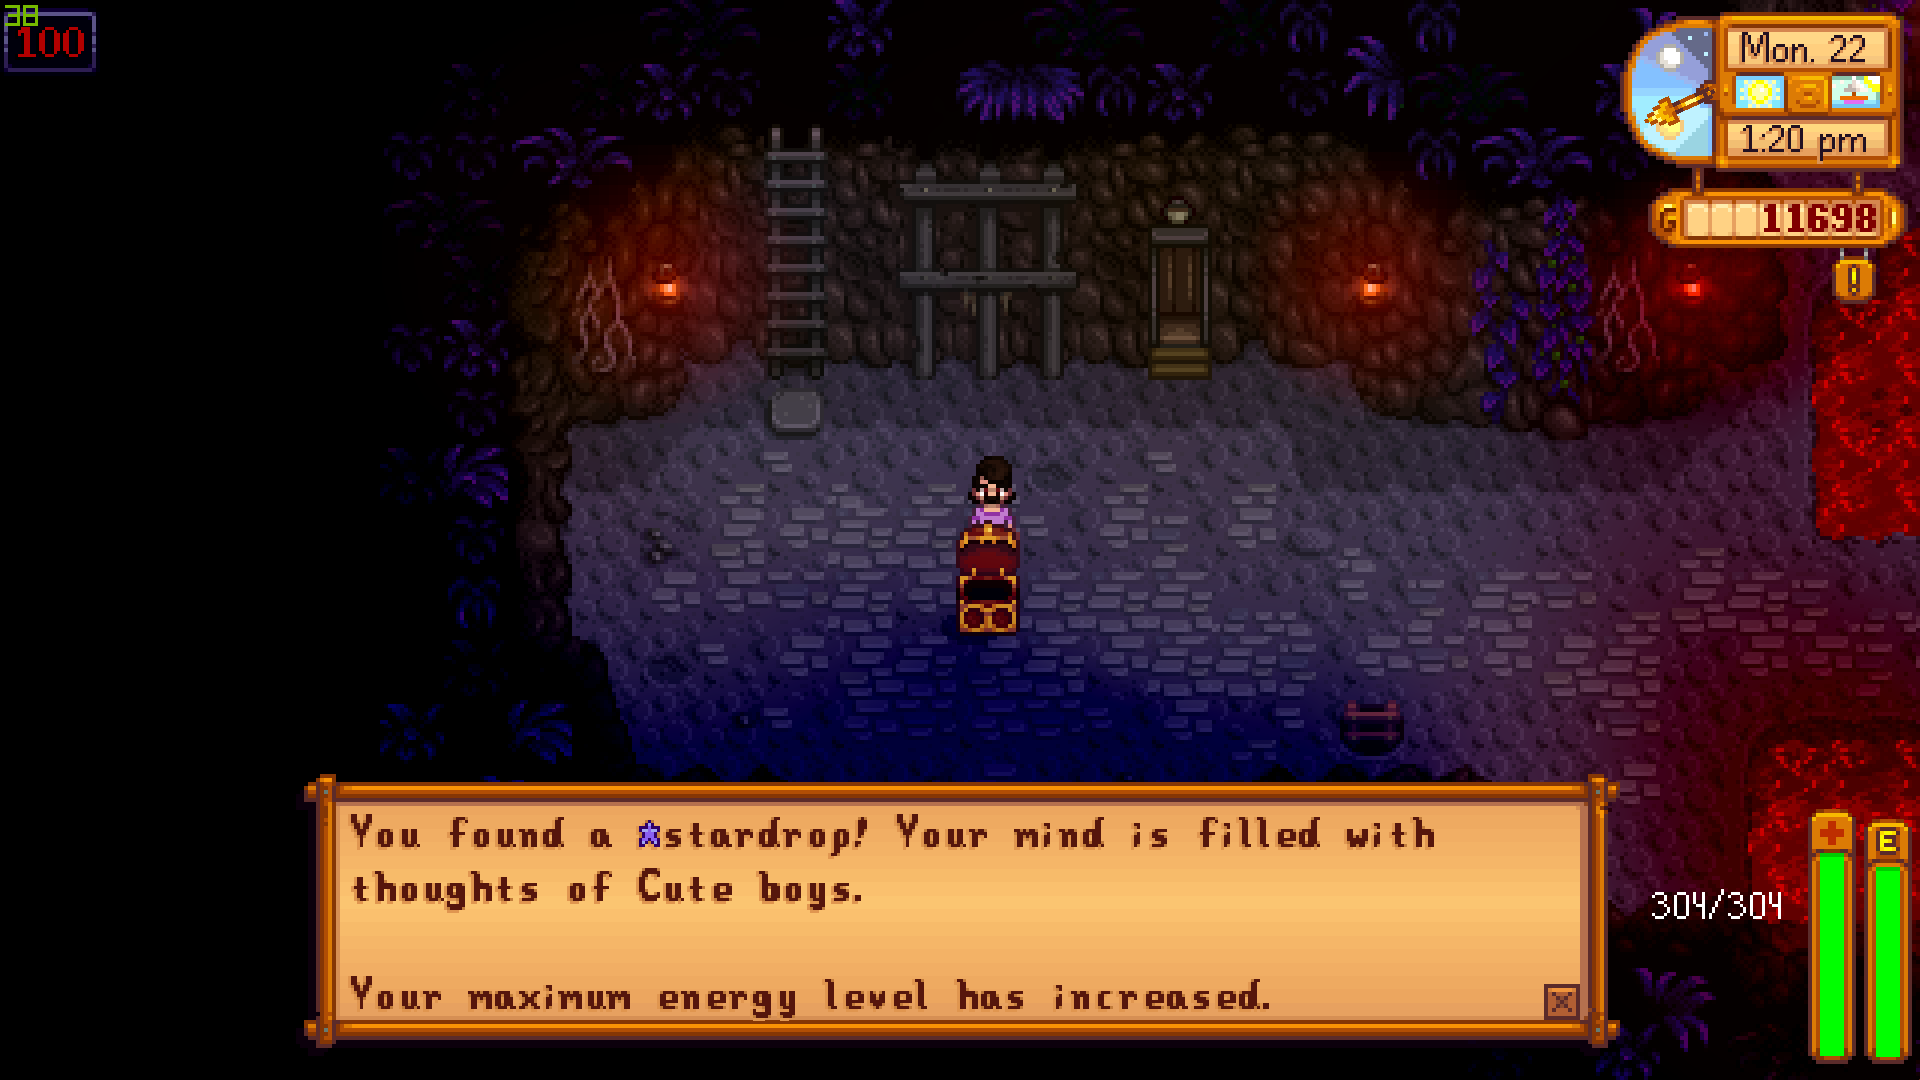 38
100
Mon. 22
1:20 pm
11698
!
You found a stardrop! Your mind is filled with
thoughts of Cute boys.
304/304
E
Your maximum energy level has increased.